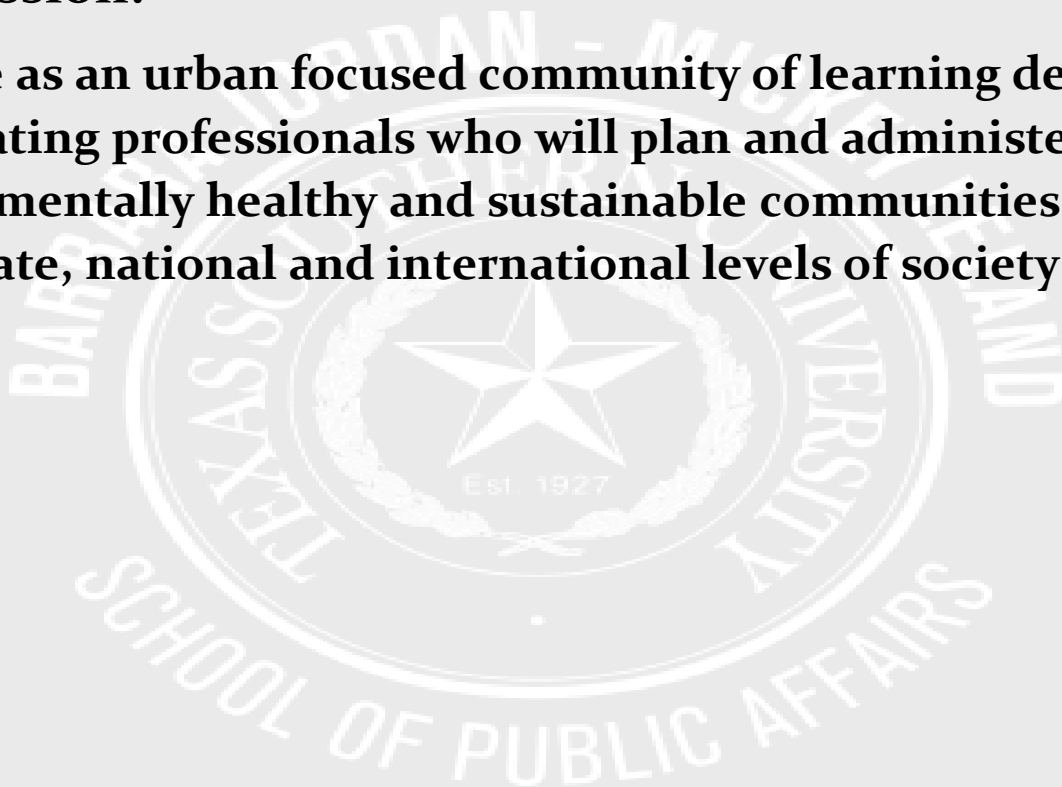 e as an urban focused community of learning de
ating professionals who will plan and administe
mentally healthy and sustainable communities
ate, national and international levels of society
BARBARA JORDAN - MICKEY LELAND
TEXAS SOUTHERN UNIVERSITY
Est. 1927
SCHOOL OF PUBLIC AFFAIRS